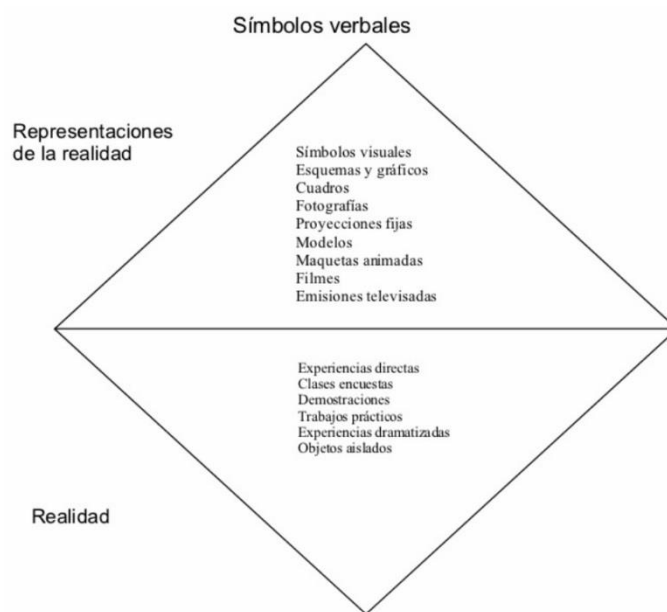 Símbolos verbales
Representaciones
de la realidad
Símbolos visuales
Esquemas y gráficos
Cuadros
Fotografías
Proyecciones fijas
Modelos
Maquetas animadas
Filmes
Emisiones televisadas
Experiencias directas
Clases encuestas
Demostraciones
Trabajos prácticos
Experiencias dramatizadas
Objetos aislados
Realidad